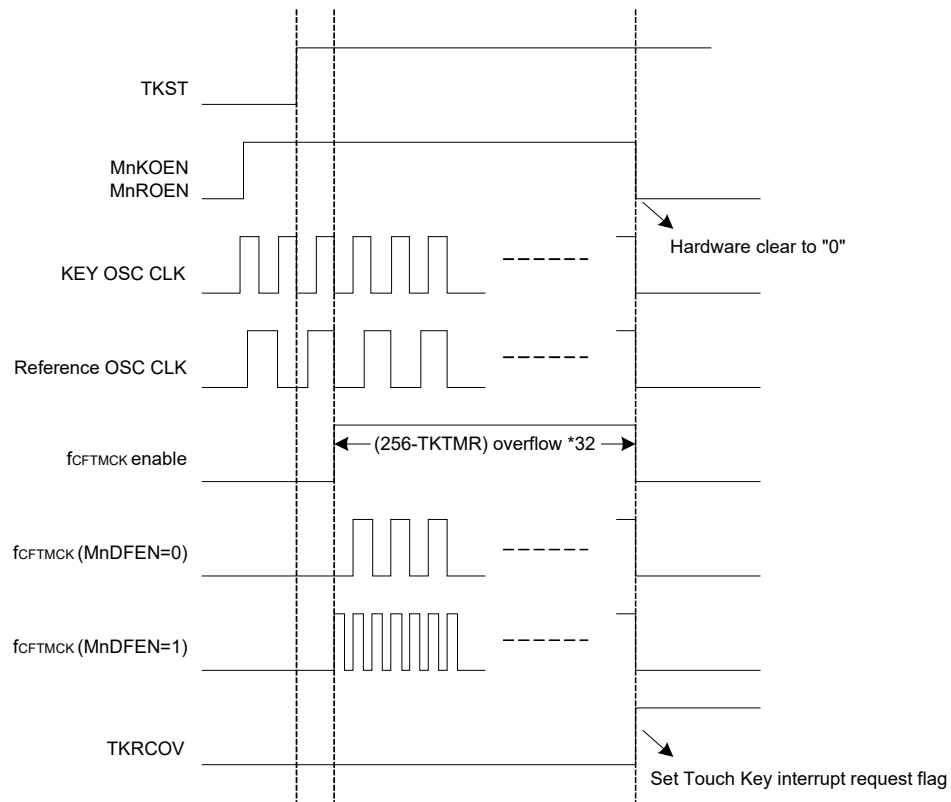 TKST
MnKOEN
MnROEN
Hardware clear to "0"
KEY OSC CLK
Reference OSC CLK
(256-TKTMR) overflow *32
fCFTMCK enable
fCFTMCK (MnDFEN=0)
fCFTMCK (MnDFEN=1)
TKRCOV
Set Touch Key interrupt request flag